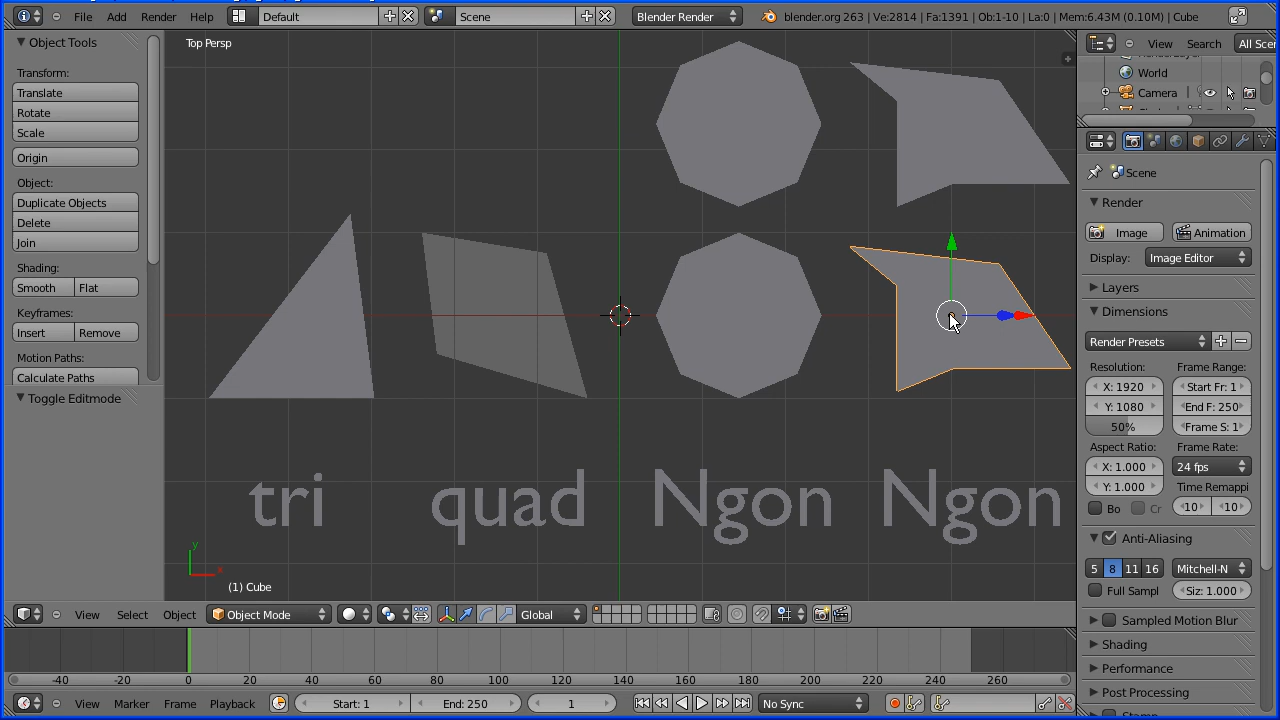 File Add Render Help Default Scene Blender Render blender.org 263 | Ve:2814 | Fa:1391 | Ob:1-10 | La:0 | Mem:6.43M (0.10M) | Cube
Object Tools
Transform:
Translate
Rotate
Scale
Origin
Object:
Duplicate Objects
Delete
Join
Shading:
Smooth Flat
Keyframes:
Insert Remove
Motion Paths:
Calculate Paths
Toggle Editmode
Top Persp
tri quad Ngon Ngon
y
x
(1) Cube
View Select Object Object Mode Global
-40 -20 0 20 40 60 80 100 120 140 160 180 200 220 240 260
View Marker Frame Playback Start: 1 End: 250 1 No Sync
View Search All Scen
World
Camera
Scene
Render
Image Animation
Display: Image Editor
Layers
Dimensions
Render Presets
Resolution: Frame Range:
X: 1920 Start Fr: 1
Y: 1080 End F: 250
50% Frame S: 1
Aspect Ratio: Frame Rate:
X: 1.000 24 fps
Y: 1.000 Time Remappi
Bo Cr 10 10
Anti-Aliasing
5 8 11 16 Mitchell-N
Full Sampl Siz: 1.000
Sampled Motion Blur
Shading
Performance
Post Processing